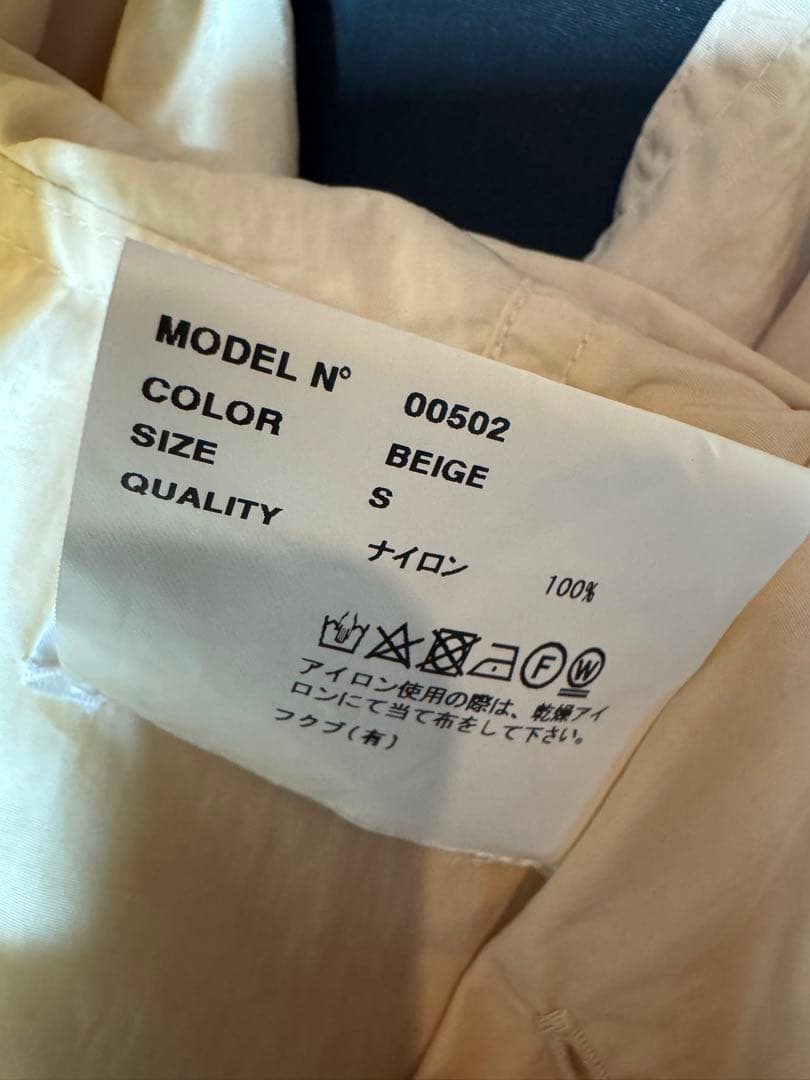 MODEL N° 00502
COLOR BEIGE
SIZE S
QUALITY
ナイロン 100%
F W
アイロン使用の際は、乾燥アイ
ロンにて当て布をして下さい。
フクブ(有)